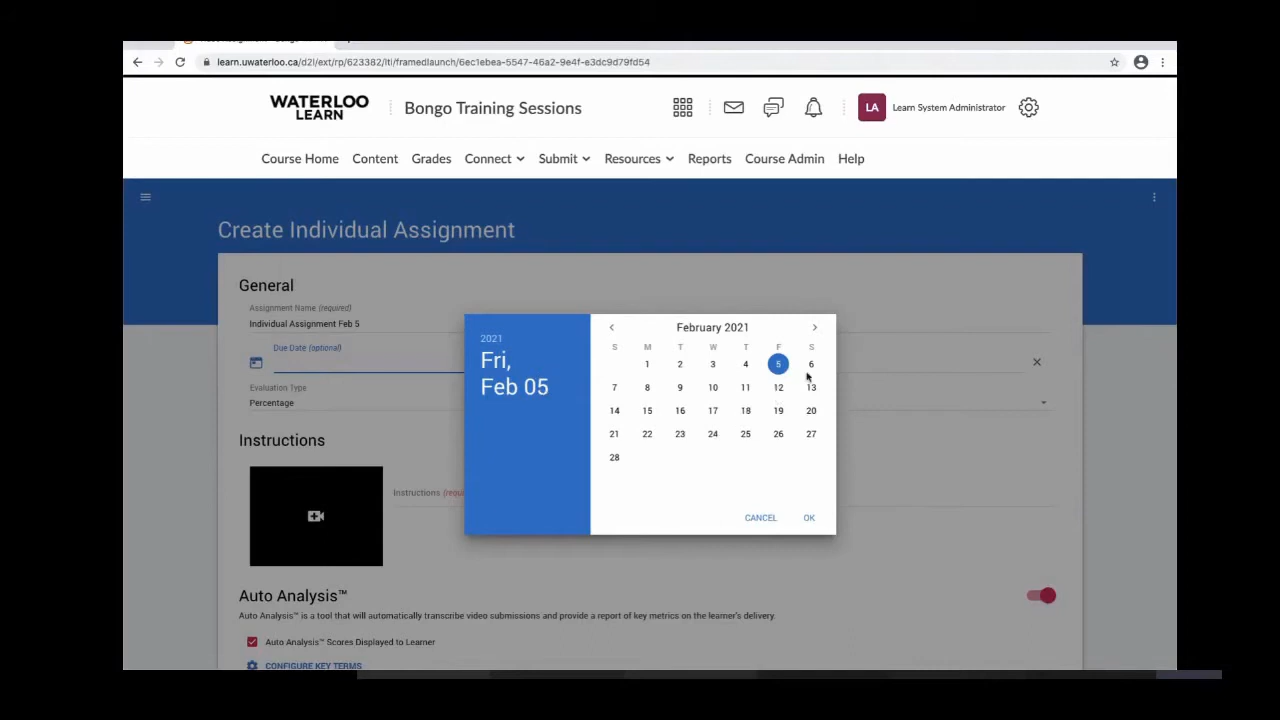 learn.uwaterloo.ca/d2l/ext/rp/623382/lti/framedlaunch/6ec1ebea-5547-46a2-9e4f-e3dc9d79fd54
WATERLOO LEARN
Bongo Training Sessions
LA
Learn System Administrator
Course Home Content Grades Connect Submit Resources Reports Course Admin Help
Create Individual Assignment
General
Assignment Name (required)
Individual Assignment Feb 5
Due Date (optional)
Evaluation Type
Percentage
2021
Fri,
Feb 05
February 2021
S M T W T F S
1 2 3 4 5 6
7 8 9 10 11 12 13
14 15 16 17 18 19 20
21 22 23 24 25 26 27
28
CANCEL OK
Instructions
Instructions
Auto Analysis™
Auto Analysis™ is a tool that will automatically transcribe video submissions and provide a report of key metrics on the learner's delivery.
Auto Analysis™ Scores Displayed to Learner
CONFIGURE KEY TERMS